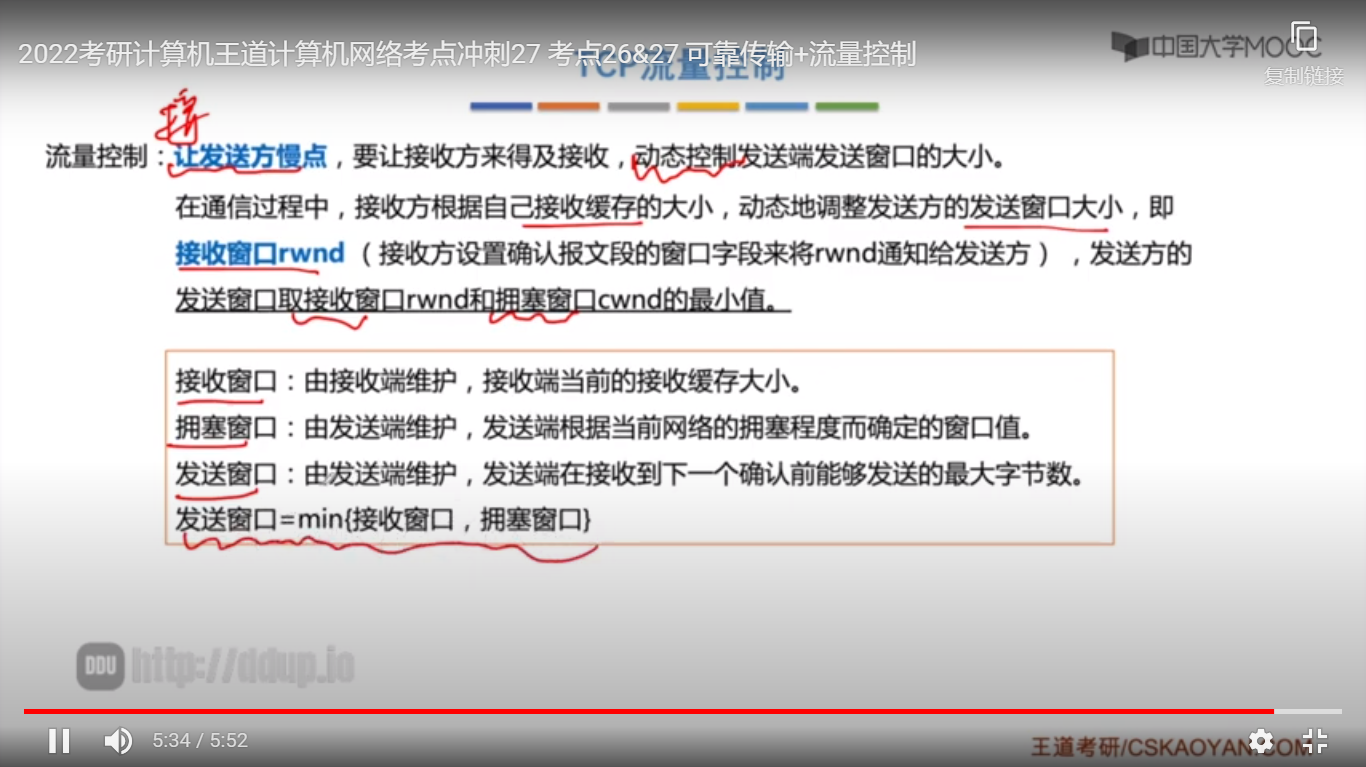 2022考研计算机王道计算机网络考点冲刺27 考点26&27 可靠传输+流量控制
中国大学MOOC
复制链接
TCP流量控制
流量控制：让发送方慢点，要让接收方来得及接收，动态控制发送端发送窗口的大小。
在通信过程中，接收方根据自己接收缓存的大小，动态地调整发送方的发送窗口大小，即
接收窗口rwnd （接收方设置确认报文段的窗口字段来将rwnd通知给发送方），发送方的
发送窗口取接收窗口rwnd和拥塞窗口cwnd的最小值。
接收窗口：由接收端维护，接收端当前的接收缓存大小。
拥塞窗口：由发送端维护，发送端根据当前网络的拥塞程度而确定的窗口值。
发送窗口：由发送端维护，发送端在接收到下一个确认前能够发送的最大字节数。
发送窗口=min{接收窗口，拥塞窗口}
DDU http://ddup.io
5:34 / 5:52
王道考研/CSKAOYAN.COM